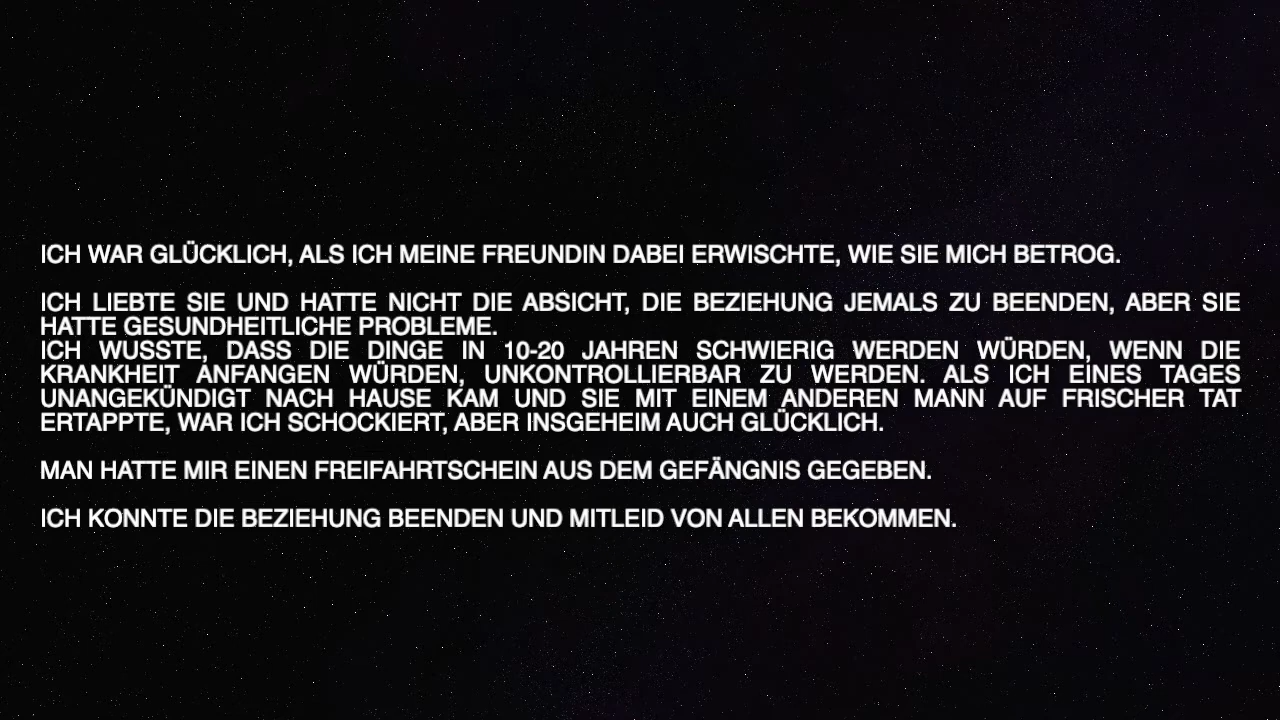 ICH WAR GLÜCKLICH, ALS ICH MEINE FREUNDIN DABEI ERWISCHTE, WIE SIE MICH BETROG.
ICH LIEBTE SIE UND HATTE NICHT DIE ABSICHT, DIE BEZIEHUNG JEMALS ZU BEENDEN, ABER SIE
HATTE GESUNDHEITLICHE PROBLEME.
ICH WUSSTE, DASS DIE DINGE IN 10-20 JAHREN SCHWIERIG WERDEN WÜRDEN, WENN DIE
KRANKHEIT ANFANGEN WÜRDEN, UNKONTROLLIERBAR ZU WERDEN. ALS ICH EINES TAGES
UNANGEKÜNDIGT NACH HAUSE KAM UND SIE MIT EINEM ANDEREN MANN AUF FRISCHER TAT
ERTAPPTE, WAR ICH SCHOCKIERT, ABER INSGEHEIM AUCH GLÜCKLICH.
MAN HATTE MIR EINEN FREIFAHRTSCHEIN AUS DEM GEFÄNGNIS GEGEBEN.
ICH KONNTE DIE BEZIEHUNG BEENDEN UND MITLEID VON ALLEN BEKOMMEN.